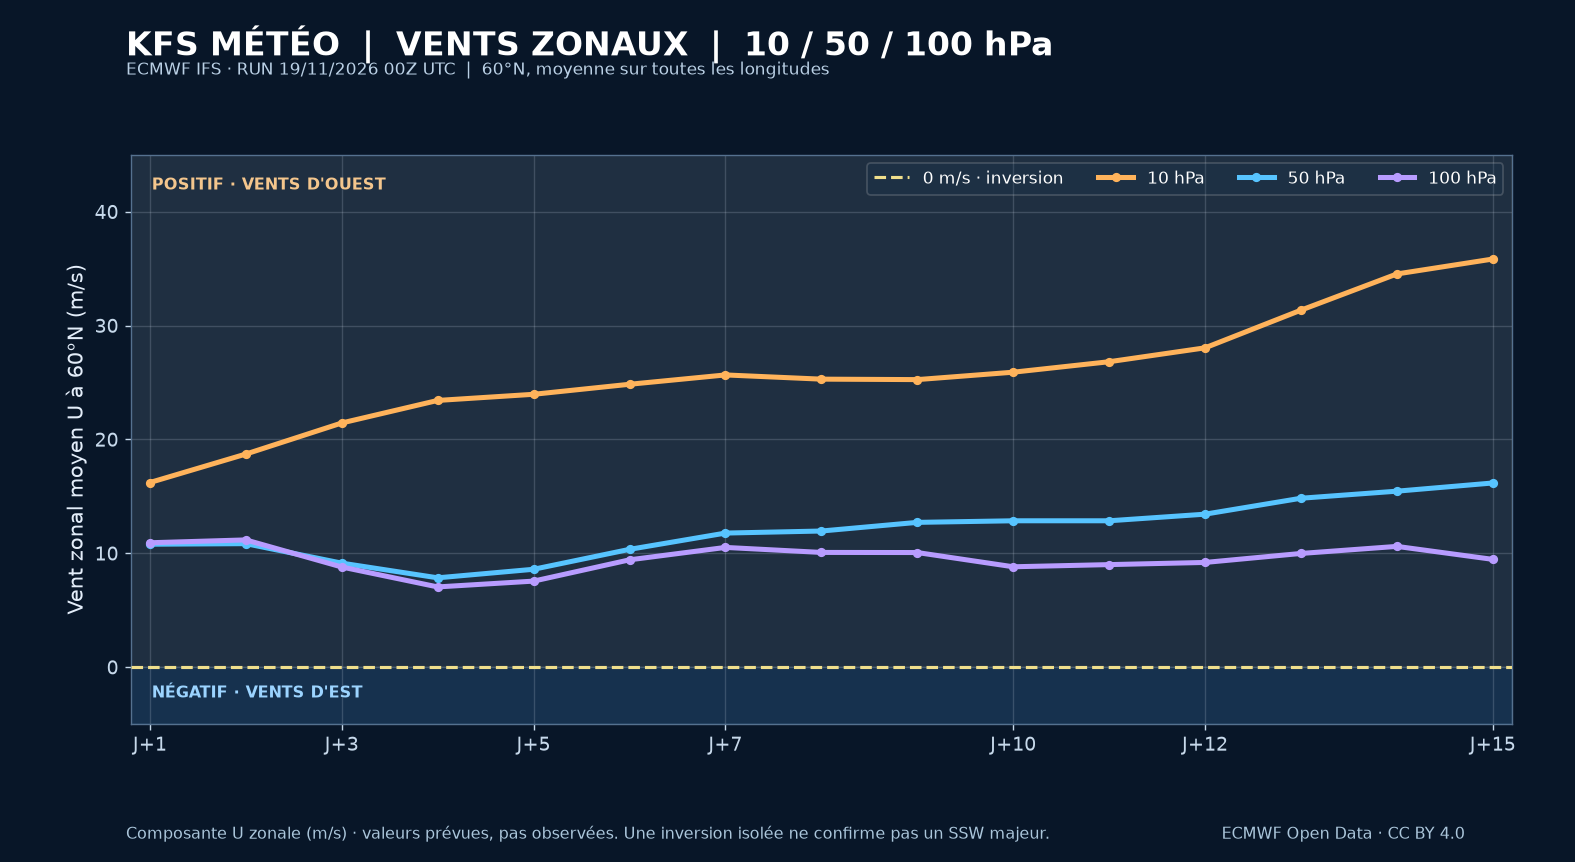 KFS MÉTÉO | VENTS ZONAUX | 10 / 50 / 100 hPa
ECMWF IFS · RUN 19/11/2026 00Z UTC | 60°N, moyenne sur toutes les longitudes
POSITIF · VENTS D'OUEST
0 m/s · inversion
10 hPa
50 hPa
100 hPa
Vent zonal moyen U à 60°N (m/s)
40
30
20
10
0
NÉGATIF · VENTS D'EST
J+1
J+3
J+5
J+7
J+10
J+12
J+15
Composante U zonale (m/s) · valeurs prévues, pas observées. Une inversion isolée ne confirme pas un SSW majeur.
ECMWF Open Data · CC BY 4.0